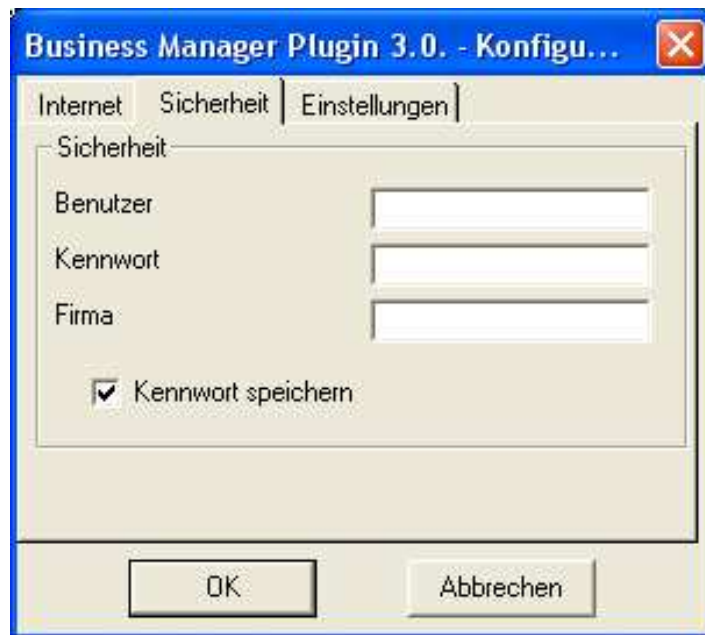 Business Manager Plugin 3.0. - Konfigu...
Internet Sicherheit Einstellungen
Sicherheit
Benutzer
Kennwort
Firma
Kennwort speichern
OK Abbrechen